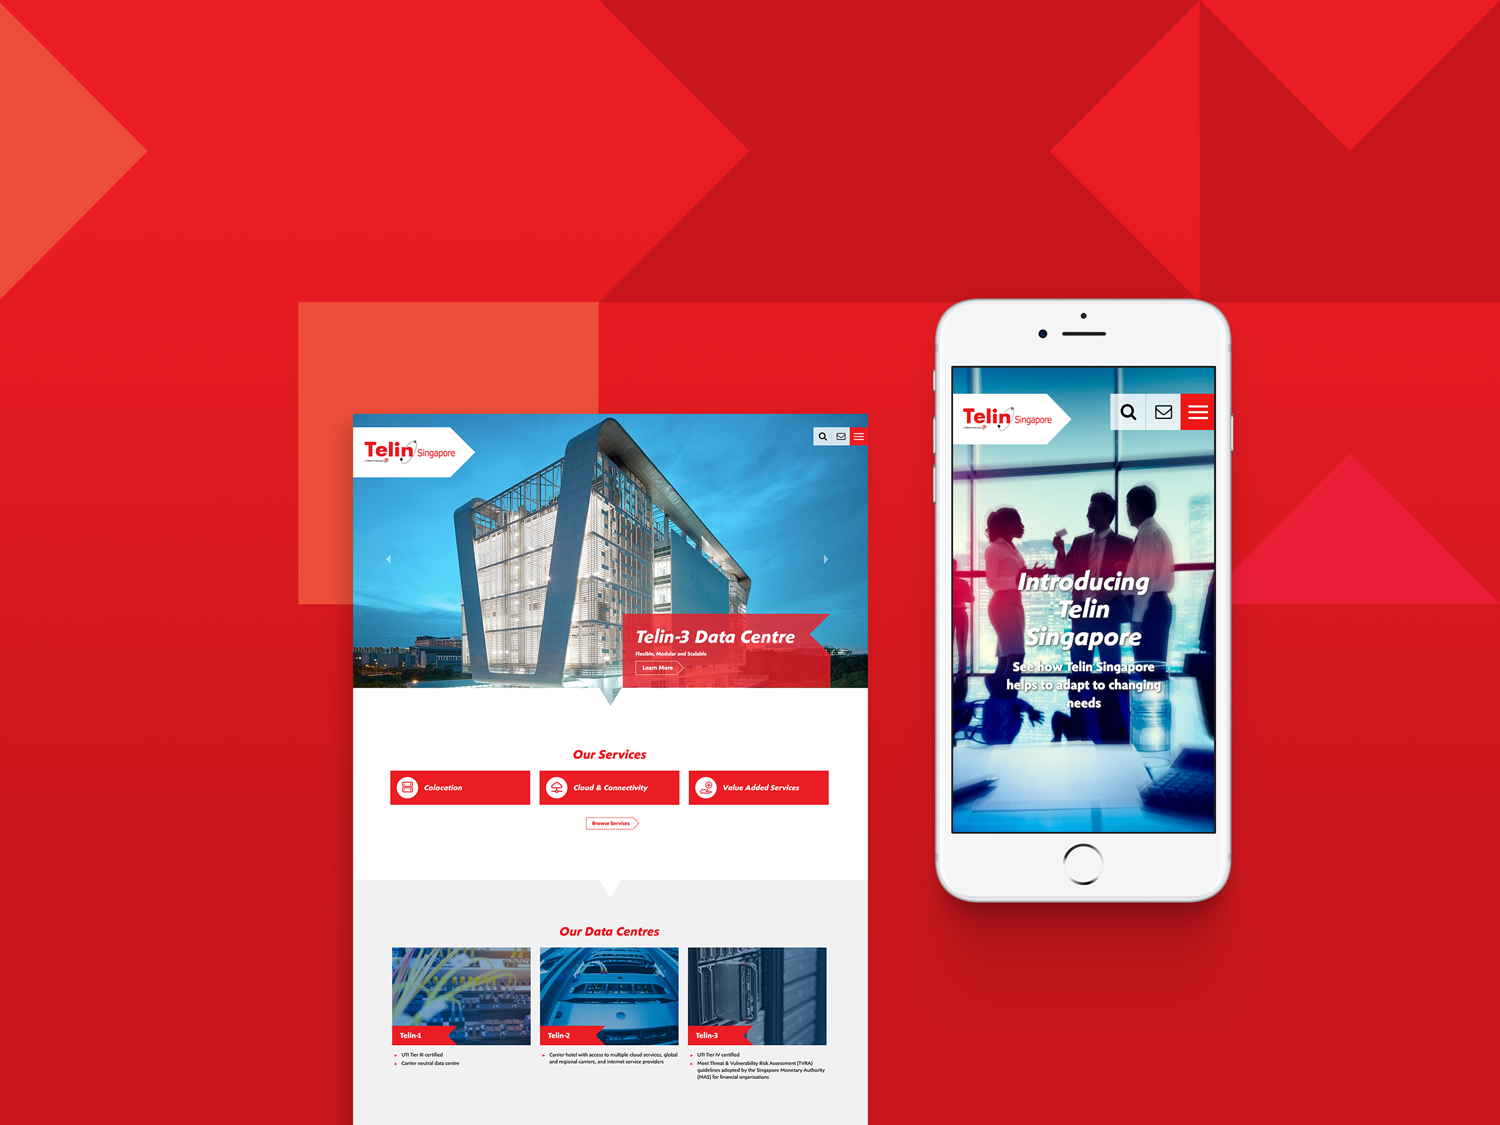 Telin Singapore
Telin-3 Data Centre
Flexible, Modular and Scalable
Learn More
Our Services
Colocation
Cloud & Connectivity
Value Added Services
Browse Services
Our Data Centres
Telin-1
UTI Tier III certified
Carrier neutral data centre
Telin-2
Carrier hotel with access to multiple cloud services, global
and regional carriers, and internet service providers
Telin-3
UTI Tier IV certified
Meet Threat & Vulnerability Risk Assessment (TVRA)
guidelines adopted by the Singapore Monetary Authority
(MAS) for financial organisations
Telin Singapore
Introducing
Telin
Singapore
See how Telin Singapore
helps to adapt to changing
needs